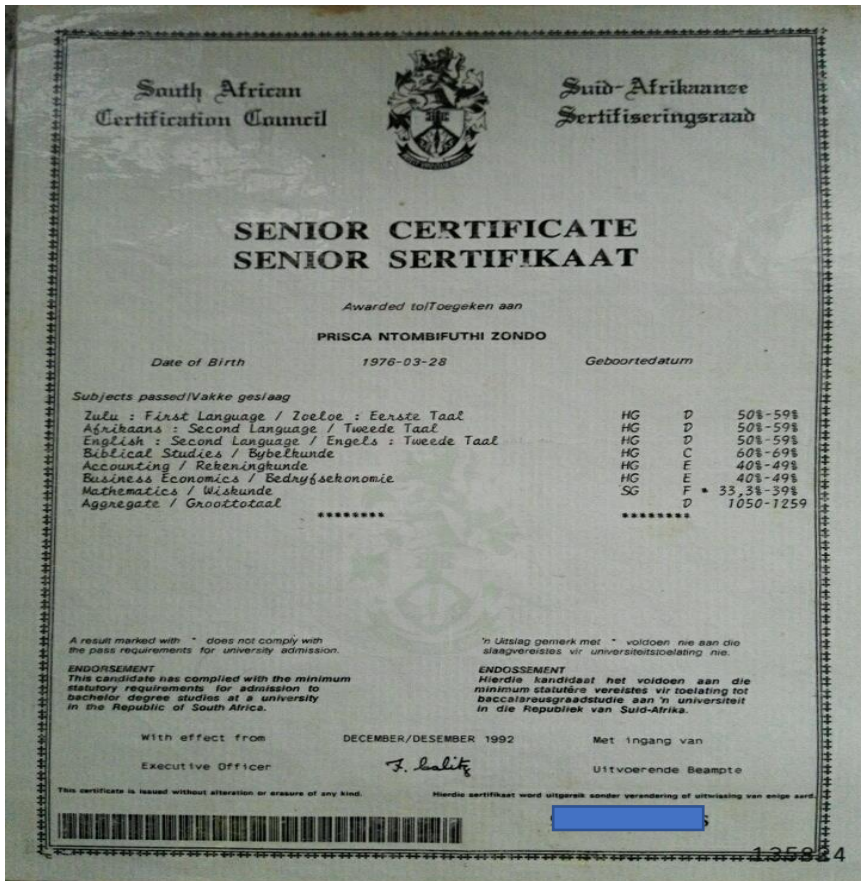 South African
Certification Council
Suid-Afrikaanse
Sertifiseringsraad
SENIOR CERTIFICATE
SENIOR SERTIFIKAAT
Awarded to/Toegeken aan
PRISCA NTOMBIFUTHI ZONDO
Date of Birth 1976-03-28 Geboortedatum
Subjects passed/Vakke geslaag
Zulu : First Language / Zoeloe : Eerste Taal HG D 50%-59%
Afrikaans : Second Language / Tweede Taal HG D 50%-59%
English : Second Language / Engels : Tweede Taal HG D 50%-59%
Biblical Studies / Bybelkunde HG C 60%-69%
Accounting / Rekeningkunde HG E 40%-49%
Business Economics / Bedryfsekonomie HG E 40%-49%
Mathematics / Wiskunde SG F * 33,3%-39%
Aggregate / Groottotaal D 1050-1259
******** ********
A result marked with * does not comply with
the pass requirements for university admission.
'n Uitslag gemerk met * voldoen nie aan die
slaagvereistes vir universiteitstoelating nie.
ENDORSEMENT
This candidate has complied with the minimum
statutory requirements for admission to
bachelor degree studies at a university
in the Republic of South Africa.
ENDOSSEMENT
Hierdie kandidaat het voldoen aan die
minimum statutêre vereistes vir toelating tot
baccalareusgraadstudie aan 'n universiteit
in die Republiek van Suid-Afrika.
With effect from DECEMBER/DESEMBER 1992 Met ingang van
Executive Officer Uitvoerende Beampte
This certificate is issued without alteration or erasure of any kind. Hierdie sertifikaat word uitgereik sonder verandering of uitwissing van enige aard.